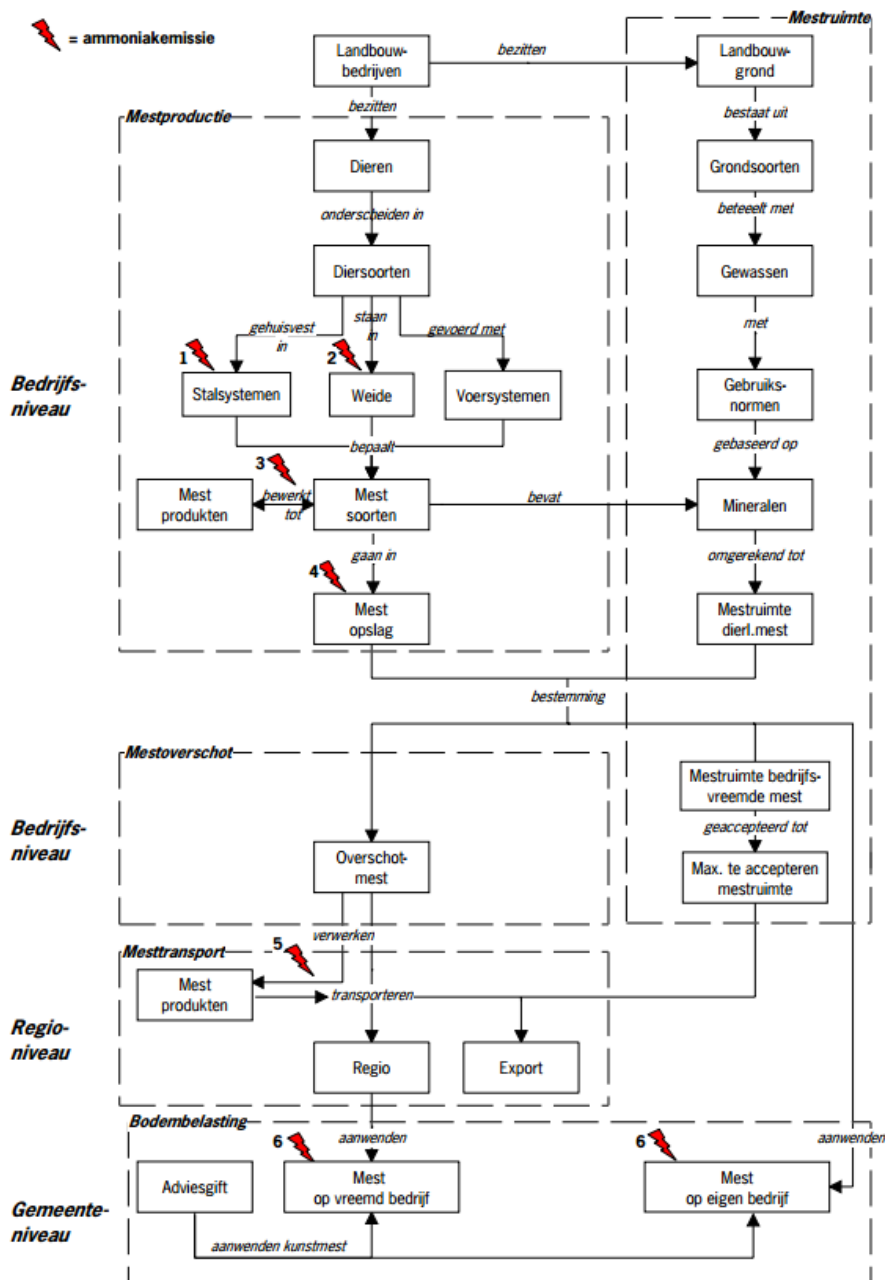 = ammoniakemissie
Mestruimte
Landbouw-
bedrijven
bezitten
Landbouw-
grond
bezitten
bestaat uit
Mestproductie
Dieren
Grondsoorten
onderscheiden in
beteeelt met
Diersoorten
Gewassen
gehuisvest
in
staan
in
gevoerd met
met
1
2
Bedrijfs-
niveau
Stalsystemen
Weide
Voersystemen
Gebruiks-
normen
bepaalt
gebaseerd op
3
Mest
produkten
bewerkt
tot
Mest
soorten
bevat
Mineralen
gaan in
omgerekend tot
4
Mest
opslag
Mestruimte
dierl.mest
bestemming
Mestoverschot
Mestruimte bedrijfs-
vreemde mest
Bedrijfs-
niveau
geaccepteerd tot
Overschot-
mest
Max. te accepteren
mestruimte
verwerken
5
Mesttransport
Mest
produkten
transporteren
Regio-
niveau
Regio
Export
Bodembelasting
6
aanwenden
6
aanwenden
Adviesgift
Mest
op vreemd bedrijf
Mest
op eigen bedrijf
Gemeente-
niveau
aanwenden kunstmest